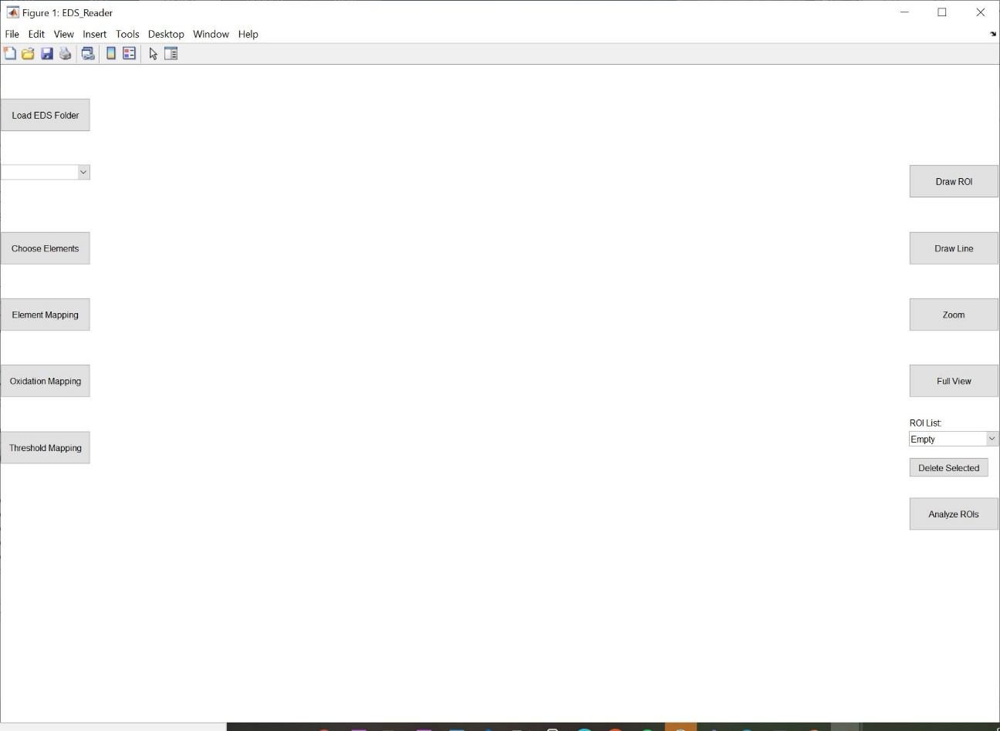 Figure 1: EDS_Reader
File Edit View Insert Tools Desktop Window Help
Load EDS Folder
Choose Elements
Element Mapping
Oxidation Mapping
Threshold Mapping
Draw ROI
Draw Line
Zoom
Full View
ROI List:
Empty
Delete Selected
Analyze ROIs